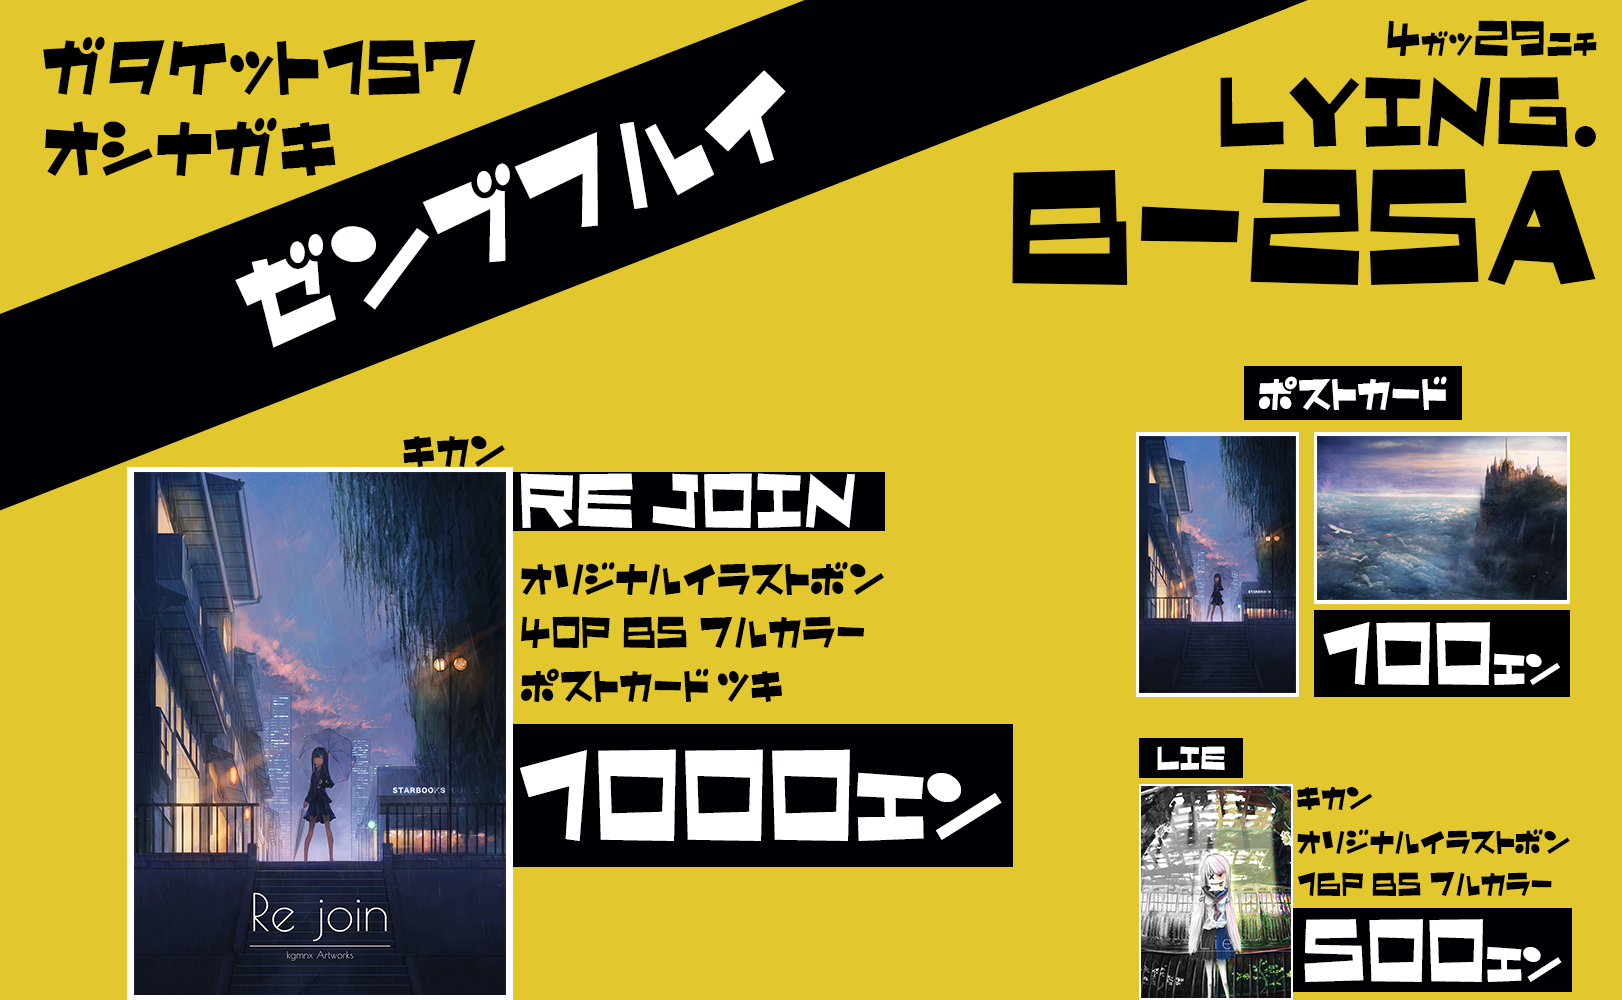 ガタケット157
オシナガキ
ゼンブフルイ
4ガツ29ニチ
LYING.
B-25A
キカン
RE JOIN
オリジナルイラストボン
40P B5 フルカラー
ポストカードツキ
1000エン
STARBOOKS
Re join
kgmnx Artworks
ポストカード
100エン
LIE
キカン
オリジナルイラストボン
16P B5 フルカラー
500エン
Lie